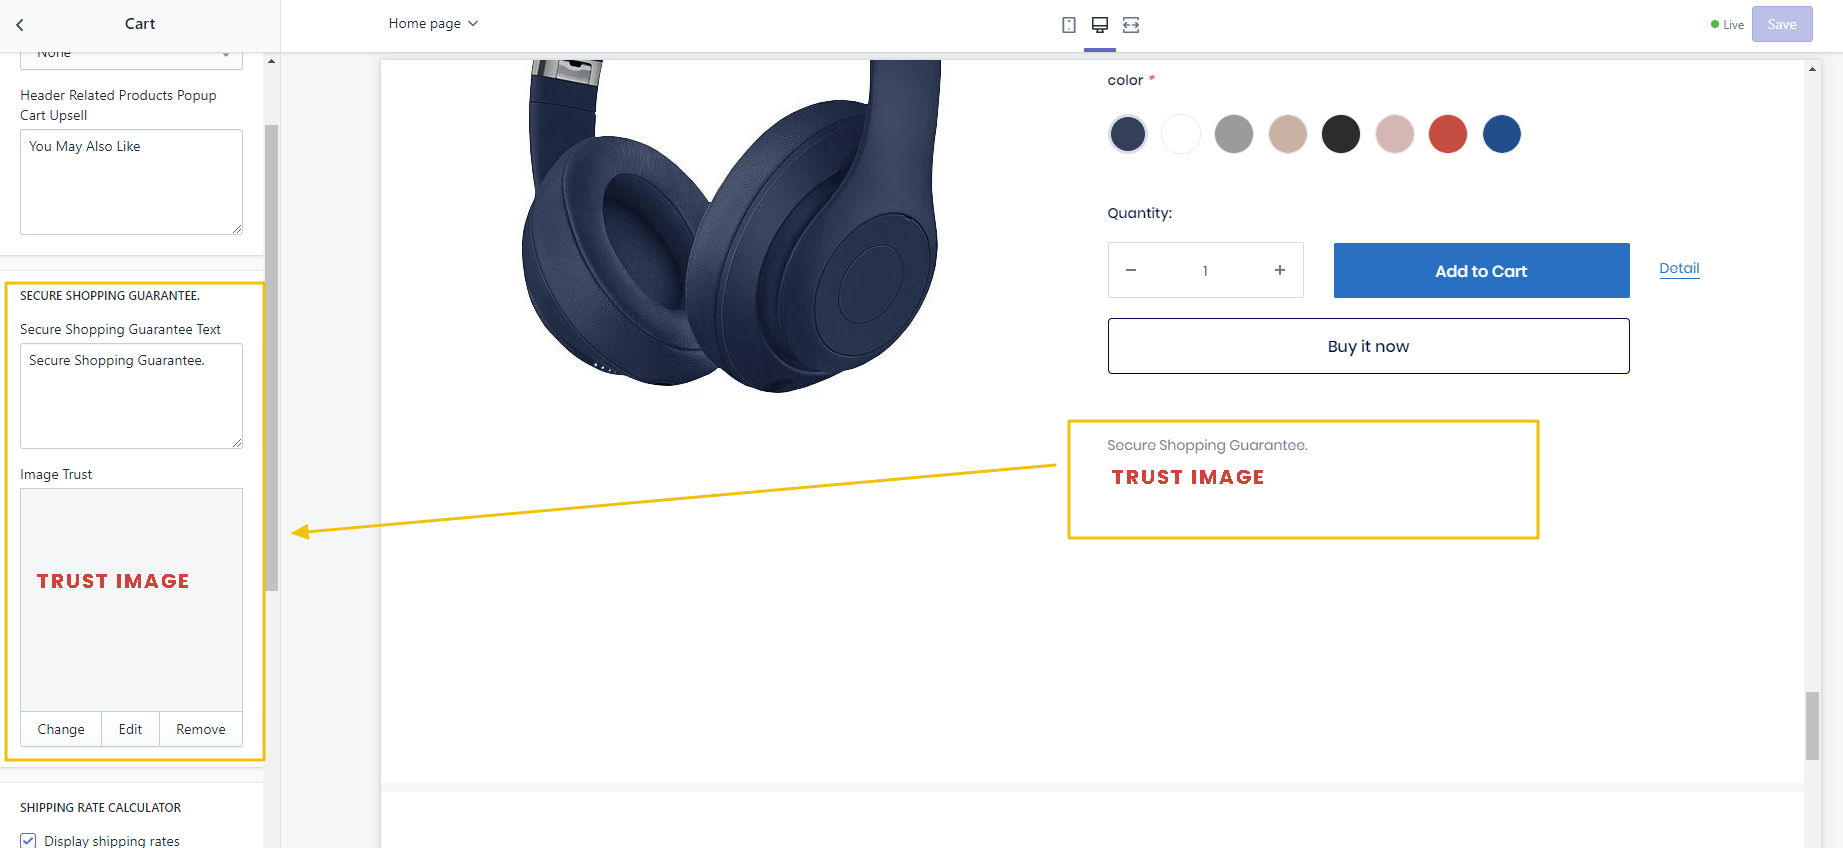 Cart
Home page
Live
Save
None
Header Related Products Popup
Cart Upsell
You May Also Like
SECURE SHOPPING GUARANTEE.
Secure Shopping Guarantee Text
Secure Shopping Guarantee.
Image Trust
TRUST IMAGE
Change
Edit
Remove
SHIPPING RATE CALCULATOR
Display shipping rates
color *
Quantity:
− 1 +
Add to Cart
Detail
Buy it now
Secure Shopping Guarantee.
TRUST IMAGE